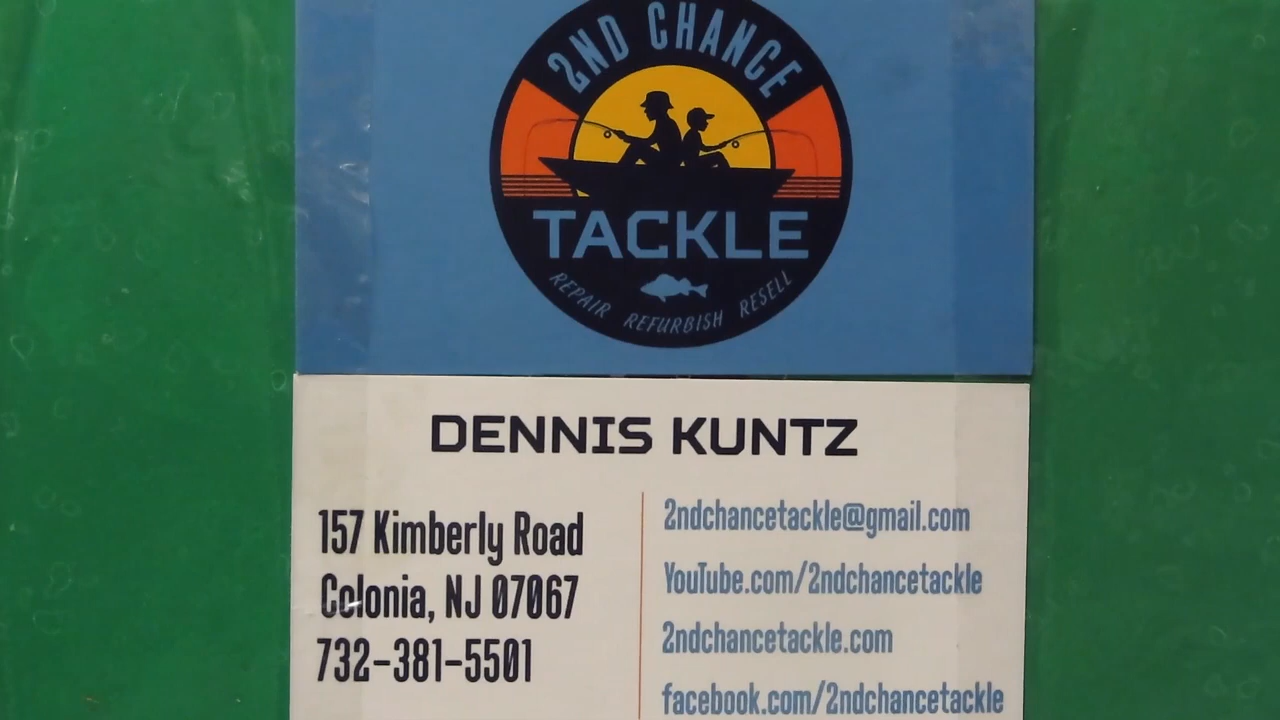 2ND CHANCE
TACKLE
REPAIR REFURBISH RESELL
DENNIS KUNTZ
157 Kimberly Road
Colonia, NJ 07067
732-381-5501
2ndchancetackle@gmail.com
YouTube.com/2ndchancetackle
2ndchancetackle.com
facebook.com/2ndchancetackle